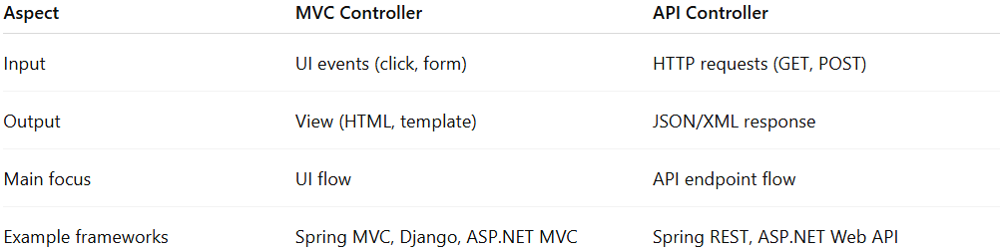 Aspect MVC Controller API Controller
Input UI events (click, form) HTTP requests (GET, POST)
Output View (HTML, template) JSON/XML response
Main focus UI flow API endpoint flow
Example frameworks Spring MVC, Django, ASP.NET MVC Spring REST, ASP.NET Web API